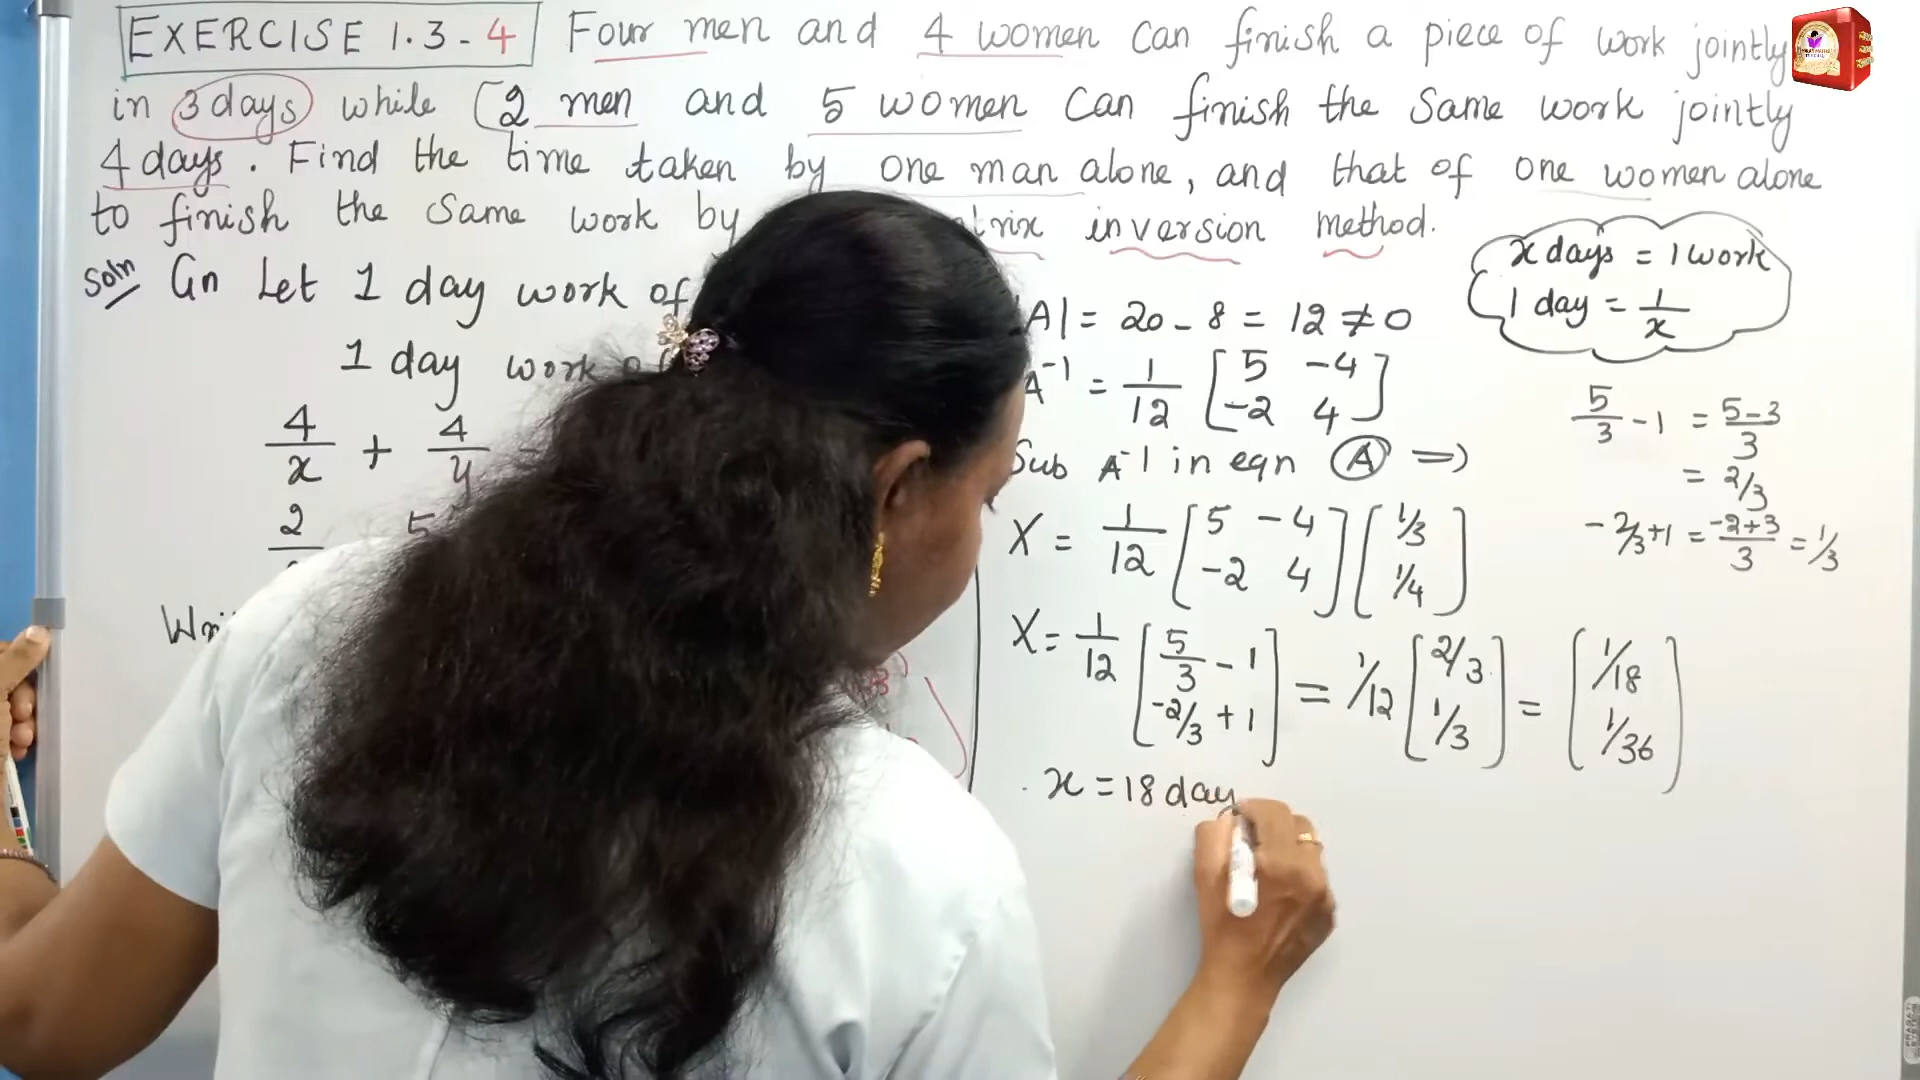 EXERCISE 1.3-4 Four men and 4 women can finish a piece of work jointly
in 3 days while (2 men and 5 women can finish the same work jointly
4 days. Find the time taken by one man alone, and that of one women alone
to finish the same work by inversion method.
Soln Gn Let 1 day work of
1 day work
4/x + 4/y
2 5
x days = 1 work
1 day = 1/x
|A| = 20 - 8 = 12 ≠ 0
A⁻¹ = 1/12 [5 -4
-2 4]
Sub A⁻¹ in eqn (A) ⇒
X = 1/12 [5 -4
-2 4] [1/3
1/4]
X = 1/12 [5/3 - 1
-2/3 + 1] = 1/12 [2/3
1/3] = [1/18
1/36]
x = 18 day
5/3 - 1 = 5-3/3
= 2/3
-2/3+1 = -2+3/3 = 1/3